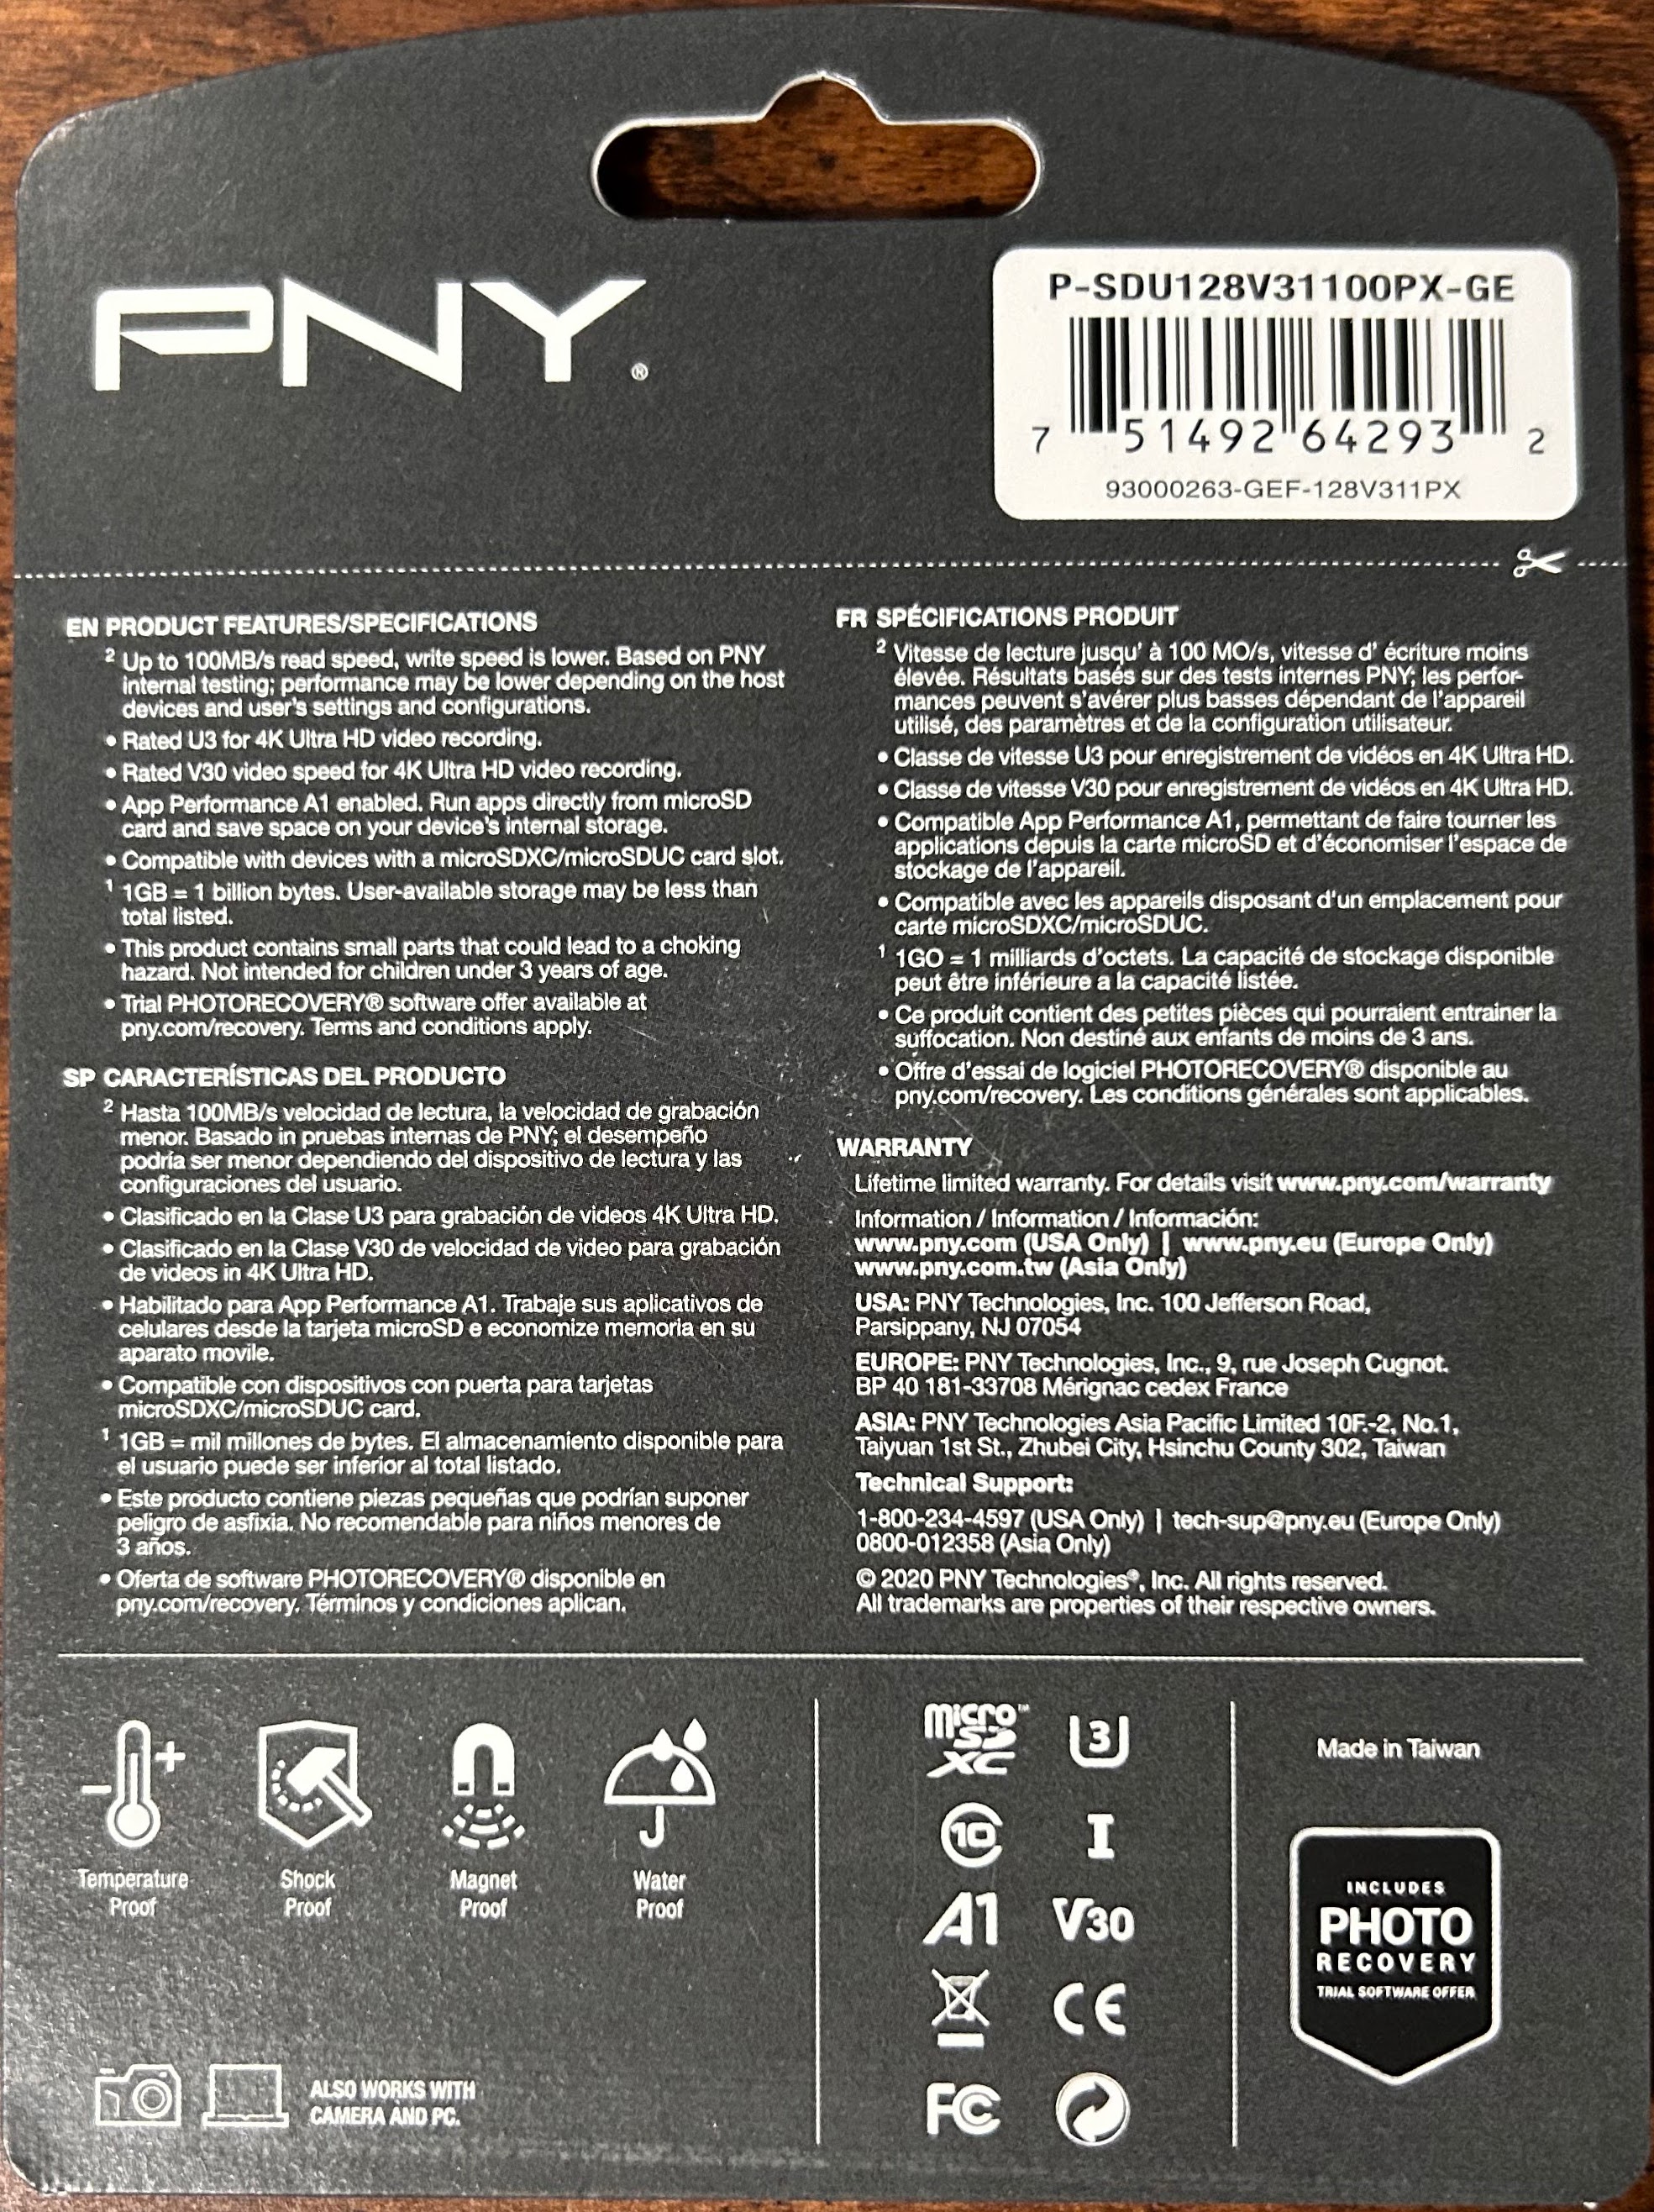 PNY®
P-SDU128V31100PX-GE
7 51492 64293 2
93000263-GEF-128V311PX
EN PRODUCT FEATURES/SPECIFICATIONS
2 Up to 100MB/s read speed, write speed is lower. Based on PNY
internal testing; performance may be lower depending on the host
devices and user's settings and configurations.
• Rated U3 for 4K Ultra HD video recording.
• Rated V30 video speed for 4K Ultra HD video recording.
• App Performance A1 enabled. Run apps directly from microSD
card and save space on your device's internal storage.
• Compatible with devices with a microSDXC/microSDUC card slot.
1 1GB = 1 billion bytes. User-available storage may be less than
total listed.
• This product contains small parts that could lead to a choking
hazard. Not intended for children under 3 years of age.
• Trial PHOTORECOVERY® software offer available at
pny.com/recovery. Terms and conditions apply.
SP CARACTERÍSTICAS DEL PRODUCTO
2 Hasta 100MB/s velocidad de lectura, la velocidad de grabación
menor. Basado in pruebas internas de PNY; el desempeño
podría ser menor dependiendo del dispositivo de lectura y las
configuraciones del usuario.
• Clasificado en la Clase U3 para grabación de videos 4K Ultra HD.
• Clasificado en la Clase V30 de velocidad de video para grabación
de videos in 4K Ultra HD.
• Habilitado para App Performance A1. Trabaje sus aplicativos de
celulares desde la tarjeta microSD e economize memoria en su
aparato movile.
• Compatible con dispositivos con puerta para tarjetas
microSDXC/microSDUC card.
1 1GB = mil millones de bytes. El almacenamiento disponible para
el usuario puede ser inferior al total listado.
• Este producto contiene piezas pequeñas que podrían suponer
peligro de asfixia. No recomendable para niños menores de
3 años.
• Oferta de software PHOTORECOVERY® disponible en
pny.com/recovery. Términos y condiciones aplican.
FR SPÉCIFICATIONS PRODUIT
2 Vitesse de lecture jusqu' à 100 MO/s, vitesse d' écriture moins
élevée. Résultats basés sur des tests internes PNY; les perfor-
mances peuvent s'avérer plus basses dépendant de l'appareil
utilisé, des paramètres et de la configuration utilisateur.
• Classe de vitesse U3 pour enregistrement de vidéos en 4K Ultra HD.
• Classe de vitesse V30 pour enregistrement de vidéos en 4K Ultra HD.
• Compatible App Performance A1, permettant de faire tourner les
applications depuis la carte microSD et d'économiser l'espace de
stockage de l'appareil.
• Compatible avec les appareils disposant d'un emplacement pour
carte microSDXC/microSDUC.
1 1GO = 1 milliards d'octets. La capacité de stockage disponible
peut être inférieure a la capacité listée.
• Ce produit contient des petites pièces qui pourraient entrainer la
suffocation. Non destiné aux enfants de moins de 3 ans.
• Offre d'essai de logiciel PHOTORECOVERY® disponible au
pny.com/recovery. Les conditions générales sont applicables.
WARRANTY
Lifetime limited warranty. For details visit www.pny.com/warranty
Information / Information / Información:
www.pny.com (USA Only) | www.pny.eu (Europe Only)
www.pny.com.tw (Asia Only)
USA: PNY Technologies, Inc. 100 Jefferson Road,
Parsippany, NJ 07054
EUROPE: PNY Technologies, Inc., 9, rue Joseph Cugnot.
BP 40 181-33708 Mérignac cedex France
ASIA: PNY Technologies Asia Pacific Limited 10F.-2, No.1,
Taiyuan 1st St., Zhubei City, Hsinchu County 302, Taiwan
Technical Support:
1-800-234-4597 (USA Only) | tech-sup@pny.eu (Europe Only)
0800-012358 (Asia Only)
© 2020 PNY Technologies®, Inc. All rights reserved.
All trademarks are properties of their respective owners.
Temperature
Proof
Shock
Proof
Magnet
Proof
Water
Proof
ALSO WORKS WITH
CAMERA AND PC.
micro™
SD
XC
3
10
I
A1
V30
CE
FC
Made in Taiwan
INCLUDES
PHOTO
RECOVERY
TRIAL SOFTWARE OFFER